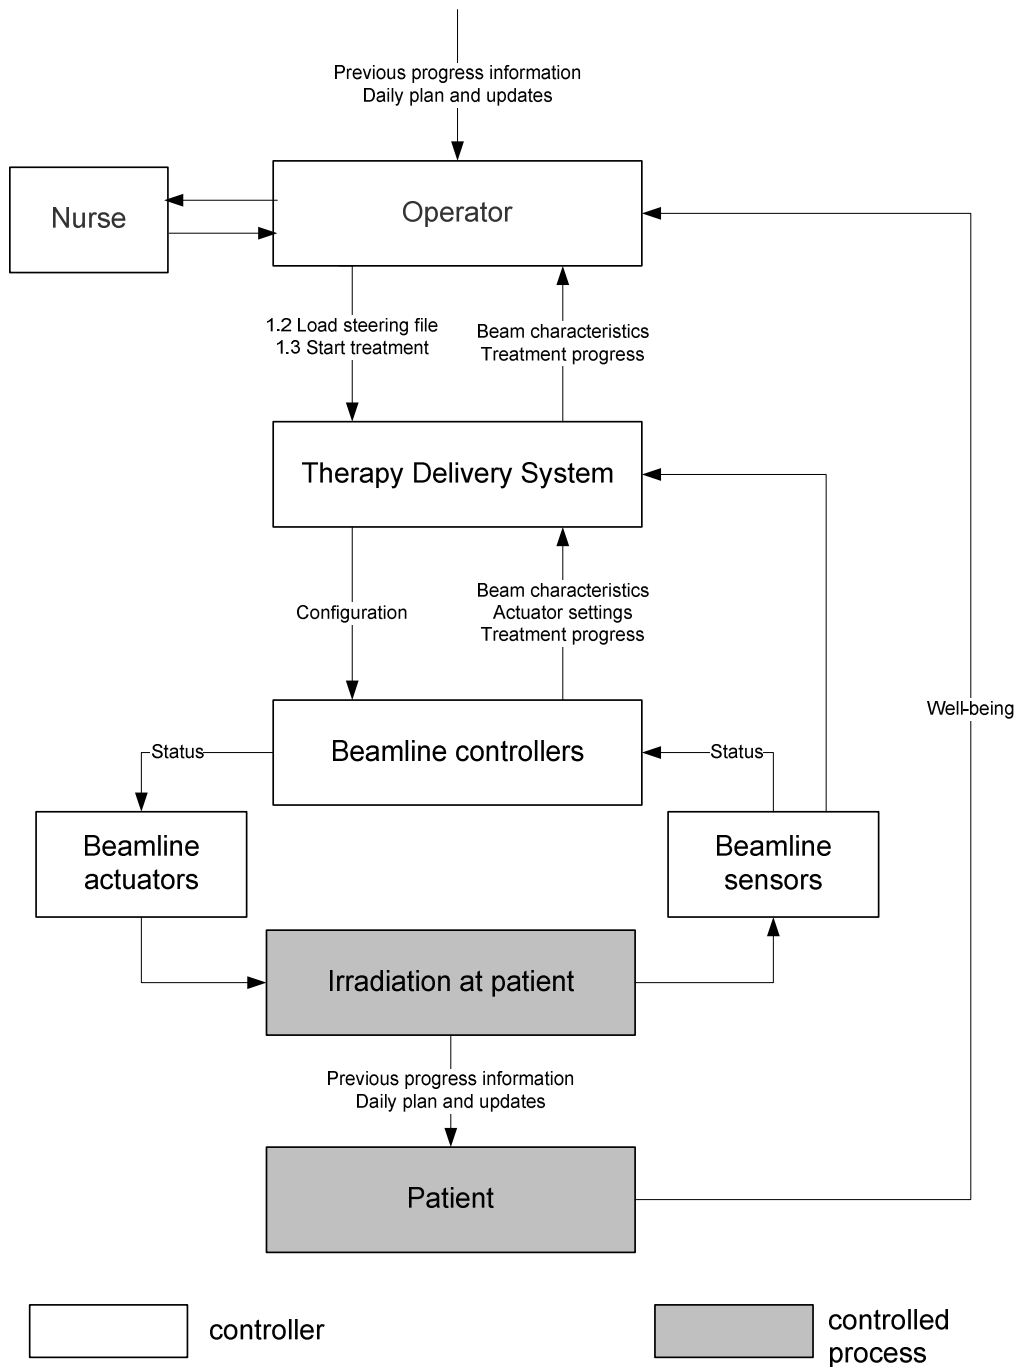 Previous progress information
Daily plan and updates
Nurse
Operator
1.2 Load steering file
1.3 Start treatment
Beam characteristics
Treatment progress
Therapy Delivery System
Configuration
Beam characteristics
Actuator settings
Treatment progress
Well-being
Status
Beamline controllers
Status
Beamline
actuators
Beamline
sensors
Irradiation at patient
Previous progress information
Daily plan and updates
Patient
controller
controlled
process